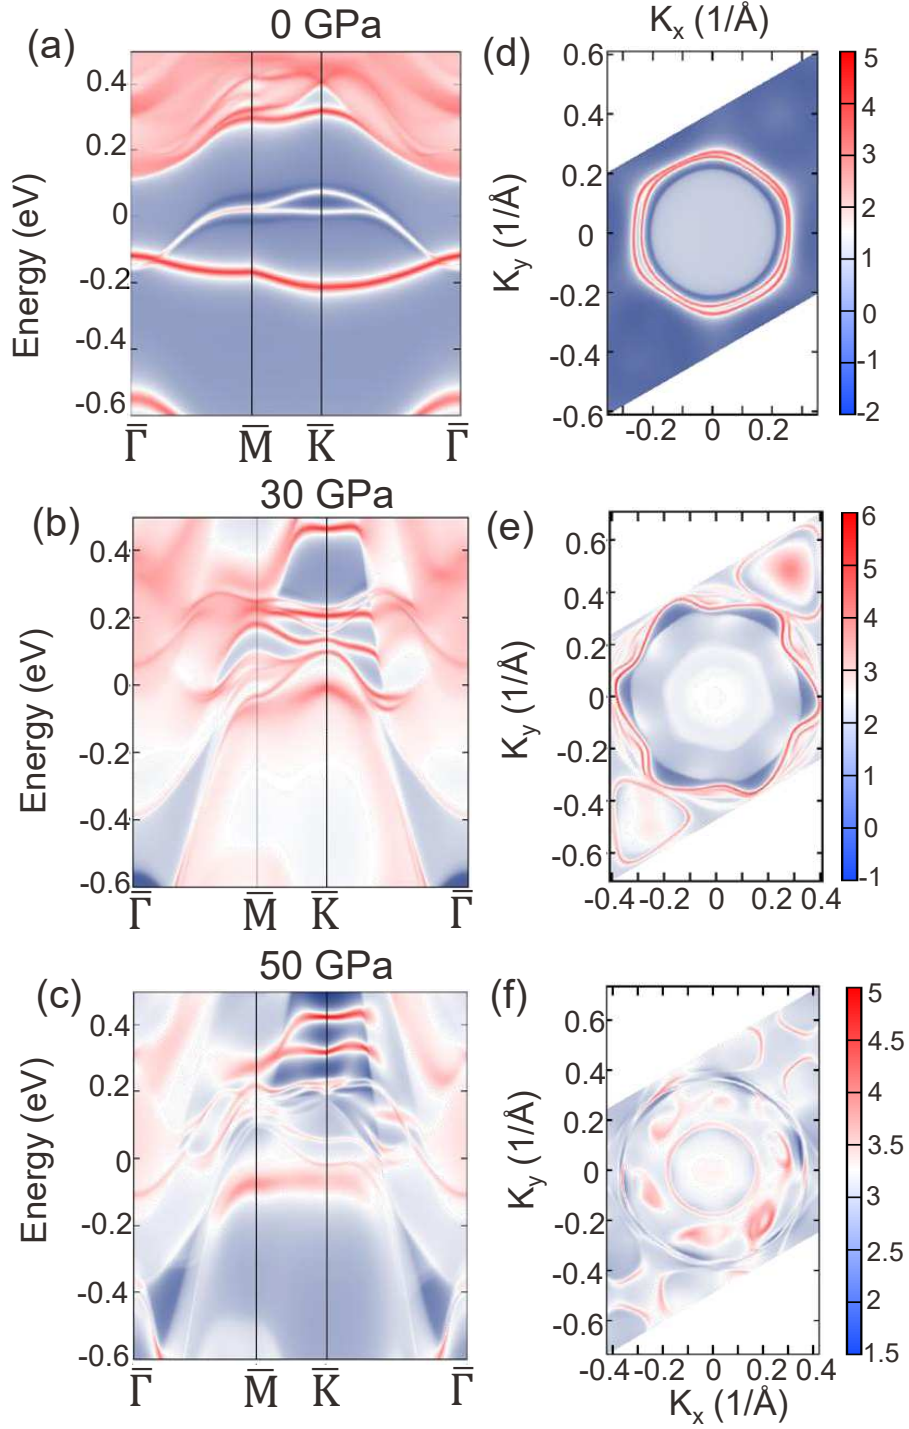 0 GPa
(a)
0.4
0.2
0
-0.2
-0.4
-0.6
Energy (eV)
Γ̅ M̅ K̅ Γ̅
Kₓ (1/Å)
(d)
0.6
0.4
0.2
0
-0.2
-0.4
-0.6
K_y (1/Å)
-0.2 0 0.2
5
4
3
2
1
0
-1
-2
30 GPa
(b)
0.4
0.2
0
-0.2
-0.4
-0.6
Energy (eV)
Γ̅ M̅ K̅ Γ̅
(e)
0.6
0.4
0.2
0
-0.2
-0.4
-0.6
K_y (1/Å)
-0.4 -0.2 0 0.2 0.4
6
5
4
3
2
1
0
-1
50 GPa
(c)
0.4
0.2
0
-0.2
-0.4
-0.6
Energy (eV)
Γ̅ M̅ K̅ Γ̅
(f)
0.6
0.4
0.2
0
-0.2
-0.4
-0.6
K_y (1/Å)
-0.4 -0.2 0 0.2 0.4
Kₓ (1/Å)
5
4.5
4
3.5
3
2.5
2
1.5